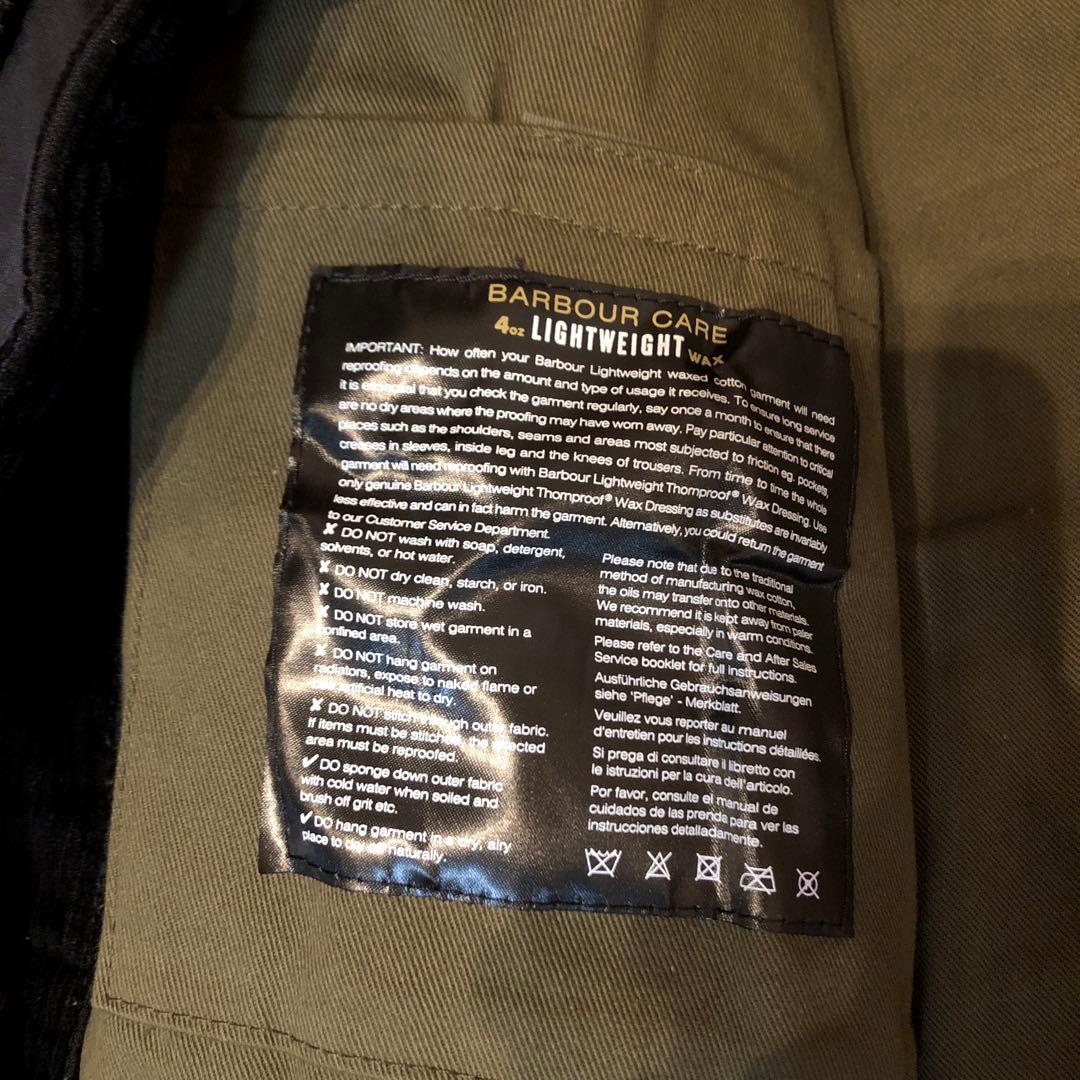 BARBOUR CARE
4oz LIGHTWEIGHT WAX
IMPORTANT: How often your Barbour Lightweight waxed cotton garment will need
reproofing depends on the amount and type of usage it receives. To ensure long service
it is essential that you check the garment regularly, say once a month to ensure that there
are no dry areas where the proofing may have worn away. Pay particular attention to critical
places such as the shoulders, seams and areas most subjected to friction eg. pockets,
creases in sleeves, inside leg and the knees of trousers. From time to time the whole
garment will need reproofing with Barbour Lightweight Thornproof® Wax Dressing. Use
only genuine Barbour Lightweight Thornproof® Wax Dressing as substitutes are invariably
less effective and can in fact harm the garment. Alternatively, you could return the garment
to our Customer Service Department.
✘ DO NOT wash with soap, detergent,
solvents, or hot water.
✘ DO NOT dry clean, starch, or iron.
✘ DO NOT machine wash.
✘ DO NOT store wet garment in a
confined area.
✘ DO NOT hang garment on
radiators, expose to naked flame or
artificial heat to dry.
✘ DO NOT stitch through outer fabric.
If items must be stitched, the affected
area must be reproofed.
✔ DO sponge down outer fabric
with cold water when soiled and
brush off grit etc.
✔ DO hang garment in a dry, airy
place to dry naturally.
Please note that due to the traditional
method of manufacturing wax cotton,
the oils may transfer onto other materials.
We recommend it is kept away from paler
materials, especially in warm conditions.
Please refer to the Care and After Sales
Service booklet for full instructions.
Ausführliche Gebrauchsanweisungen
siehe 'Pflege' - Merkblatt.
Veuillez vous reporter au manuel
d'entretien pour les instructions détaillées.
Si prega di consultare il libretto con
le istruzioni per la cura dell'articolo.
Por favor, consulte el manual de
cuidados de las prenda para ver las
instrucciones detalladamente.